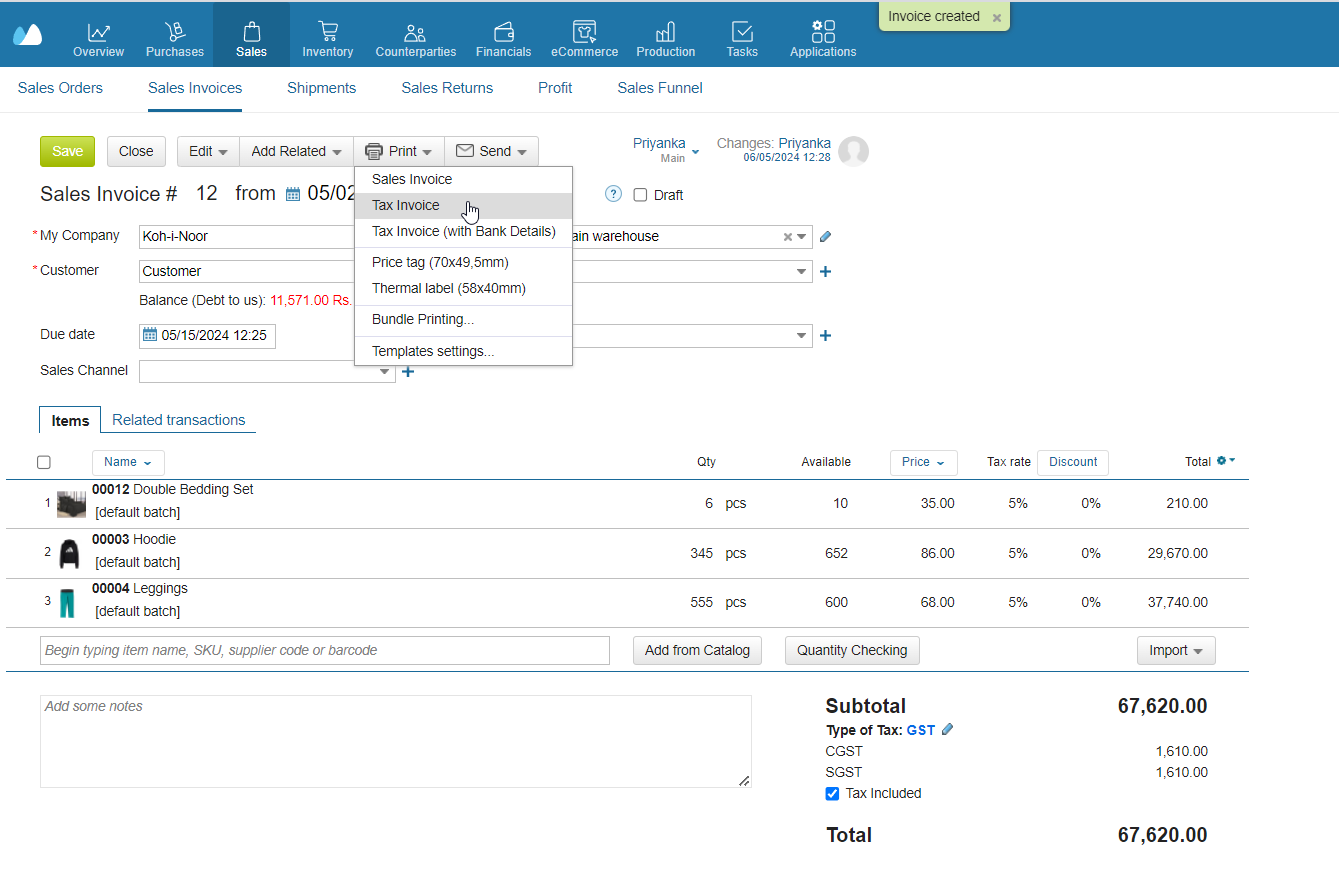 Invoice created
Overview Purchases Sales Inventory Counterparties Financials eCommerce Production Tasks Applications
Sales Orders Sales Invoices Shipments Sales Returns Profit Sales Funnel
Save Close Edit Add Related Print Send
Priyanka
Main
Changes: Priyanka
06/05/2024 12:28
Sales Invoice # 12 from 05/02
? Draft
Sales Invoice
Tax Invoice
Tax Invoice (with Bank Details)
Price tag (70x49,5mm)
Thermal label (58x40mm)
Bundle Printing...
Templates settings...
* My Company Koh-i-Noor
ain warehouse
* Customer Customer
Balance (Debt to us): 11,571.00 Rs.
Due date 05/15/2024 12:25
Sales Channel
Items Related transactions
Name Qty Available Price Tax rate Discount Total
1 00012 Double Bedding Set 6 pcs 10 35.00 5% 0% 210.00
[default batch]
2 00003 Hoodie 345 pcs 652 86.00 5% 0% 29,670.00
[default batch]
3 00004 Leggings 555 pcs 600 68.00 5% 0% 37,740.00
[default batch]
Begin typing item name, SKU, supplier code or barcode Add from Catalog Quantity Checking Import
Add some notes
Subtotal 67,620.00
Type of Tax: GST
CGST 1,610.00
SGST 1,610.00
Tax Included
Total 67,620.00